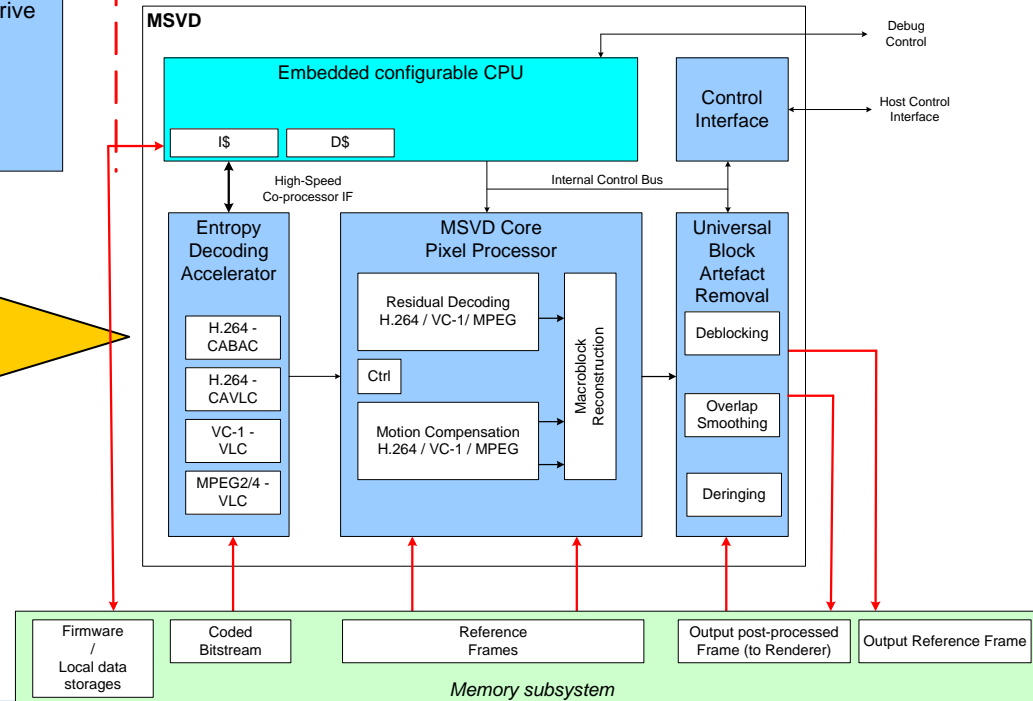 MSVD
Debug
Control
Embedded configurable CPU
I$
D$
Control
Interface
Host Control
Interface
High-Speed
Co-processor IF
Internal Control Bus
Entropy
Decoding
Accelerator
H.264 -
CABAC
H.264 -
CAVLC
VC-1 -
VLC
MPEG2/4 -
VLC
MSVD Core
Pixel Processor
Residual Decoding
H.264 / VC-1/ MPEG
Ctrl
Motion Compensation
H.264 / VC-1 / MPEG
Macroblock
Reconstruction
Universal
Block
Artefact
Removal
Deblocking
Overlap
Smoothing
Deringing
Firmware
/
Local data
storages
Coded
Bitstream
Reference
Frames
Output post-processed
Frame (to Renderer)
Output Reference Frame
Memory subsystem